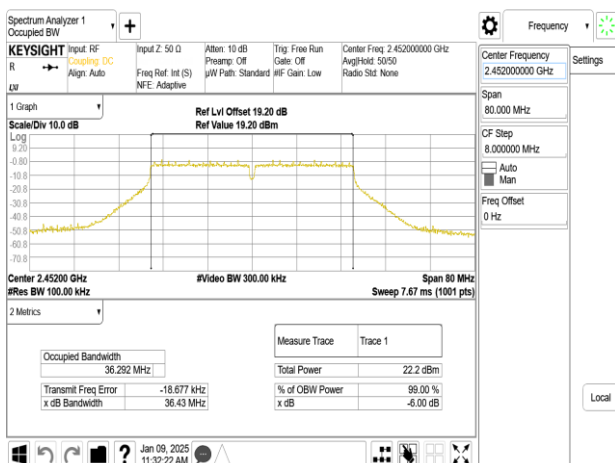 Spectrum Analyzer 1
Occupied BW
Frequency
KEYSIGHT
R
Input: RF
Coupling: DC
Align: Auto
Input Z: 50 Ω
Freq Ref: Int (S)
NFE: Adaptive
Atten: 10 dB
Preamp: Off
µW Path: Standard
Trig: Free Run
Gate: Off
#IF Gain: Low
Center Freq: 2.452000000 GHz
Avg|Hold: 50/50
Radio Std: None
Center Frequency
2.452000000 GHz
Settings
Span
80.000 MHz
CF Step
8.000000 MHz
Auto
Man
Freq Offset
0 Hz
Local
1 Graph
Scale/Div 10.0 dB
Ref Lvl Offset 19.20 dB
Ref Value 19.20 dBm
Log
9.20
-0.80
-10.8
-20.8
-30.8
-40.8
-50.8
-60.8
-70.8
Center 2.45200 GHz
#Res BW 100.00 kHz
#Video BW 300.00 kHz
Span 80 MHz
Sweep 7.67 ms (1001 pts)
2 Metrics
Occupied Bandwidth
36.292 MHz
Transmit Freq Error -18.677 kHz
x dB Bandwidth 36.43 MHz
Measure Trace Trace 1
Total Power 22.2 dBm
% of OBW Power 99.00 %
x dB -6.00 dB
?
Jan 09, 2025
11:32:22 AM